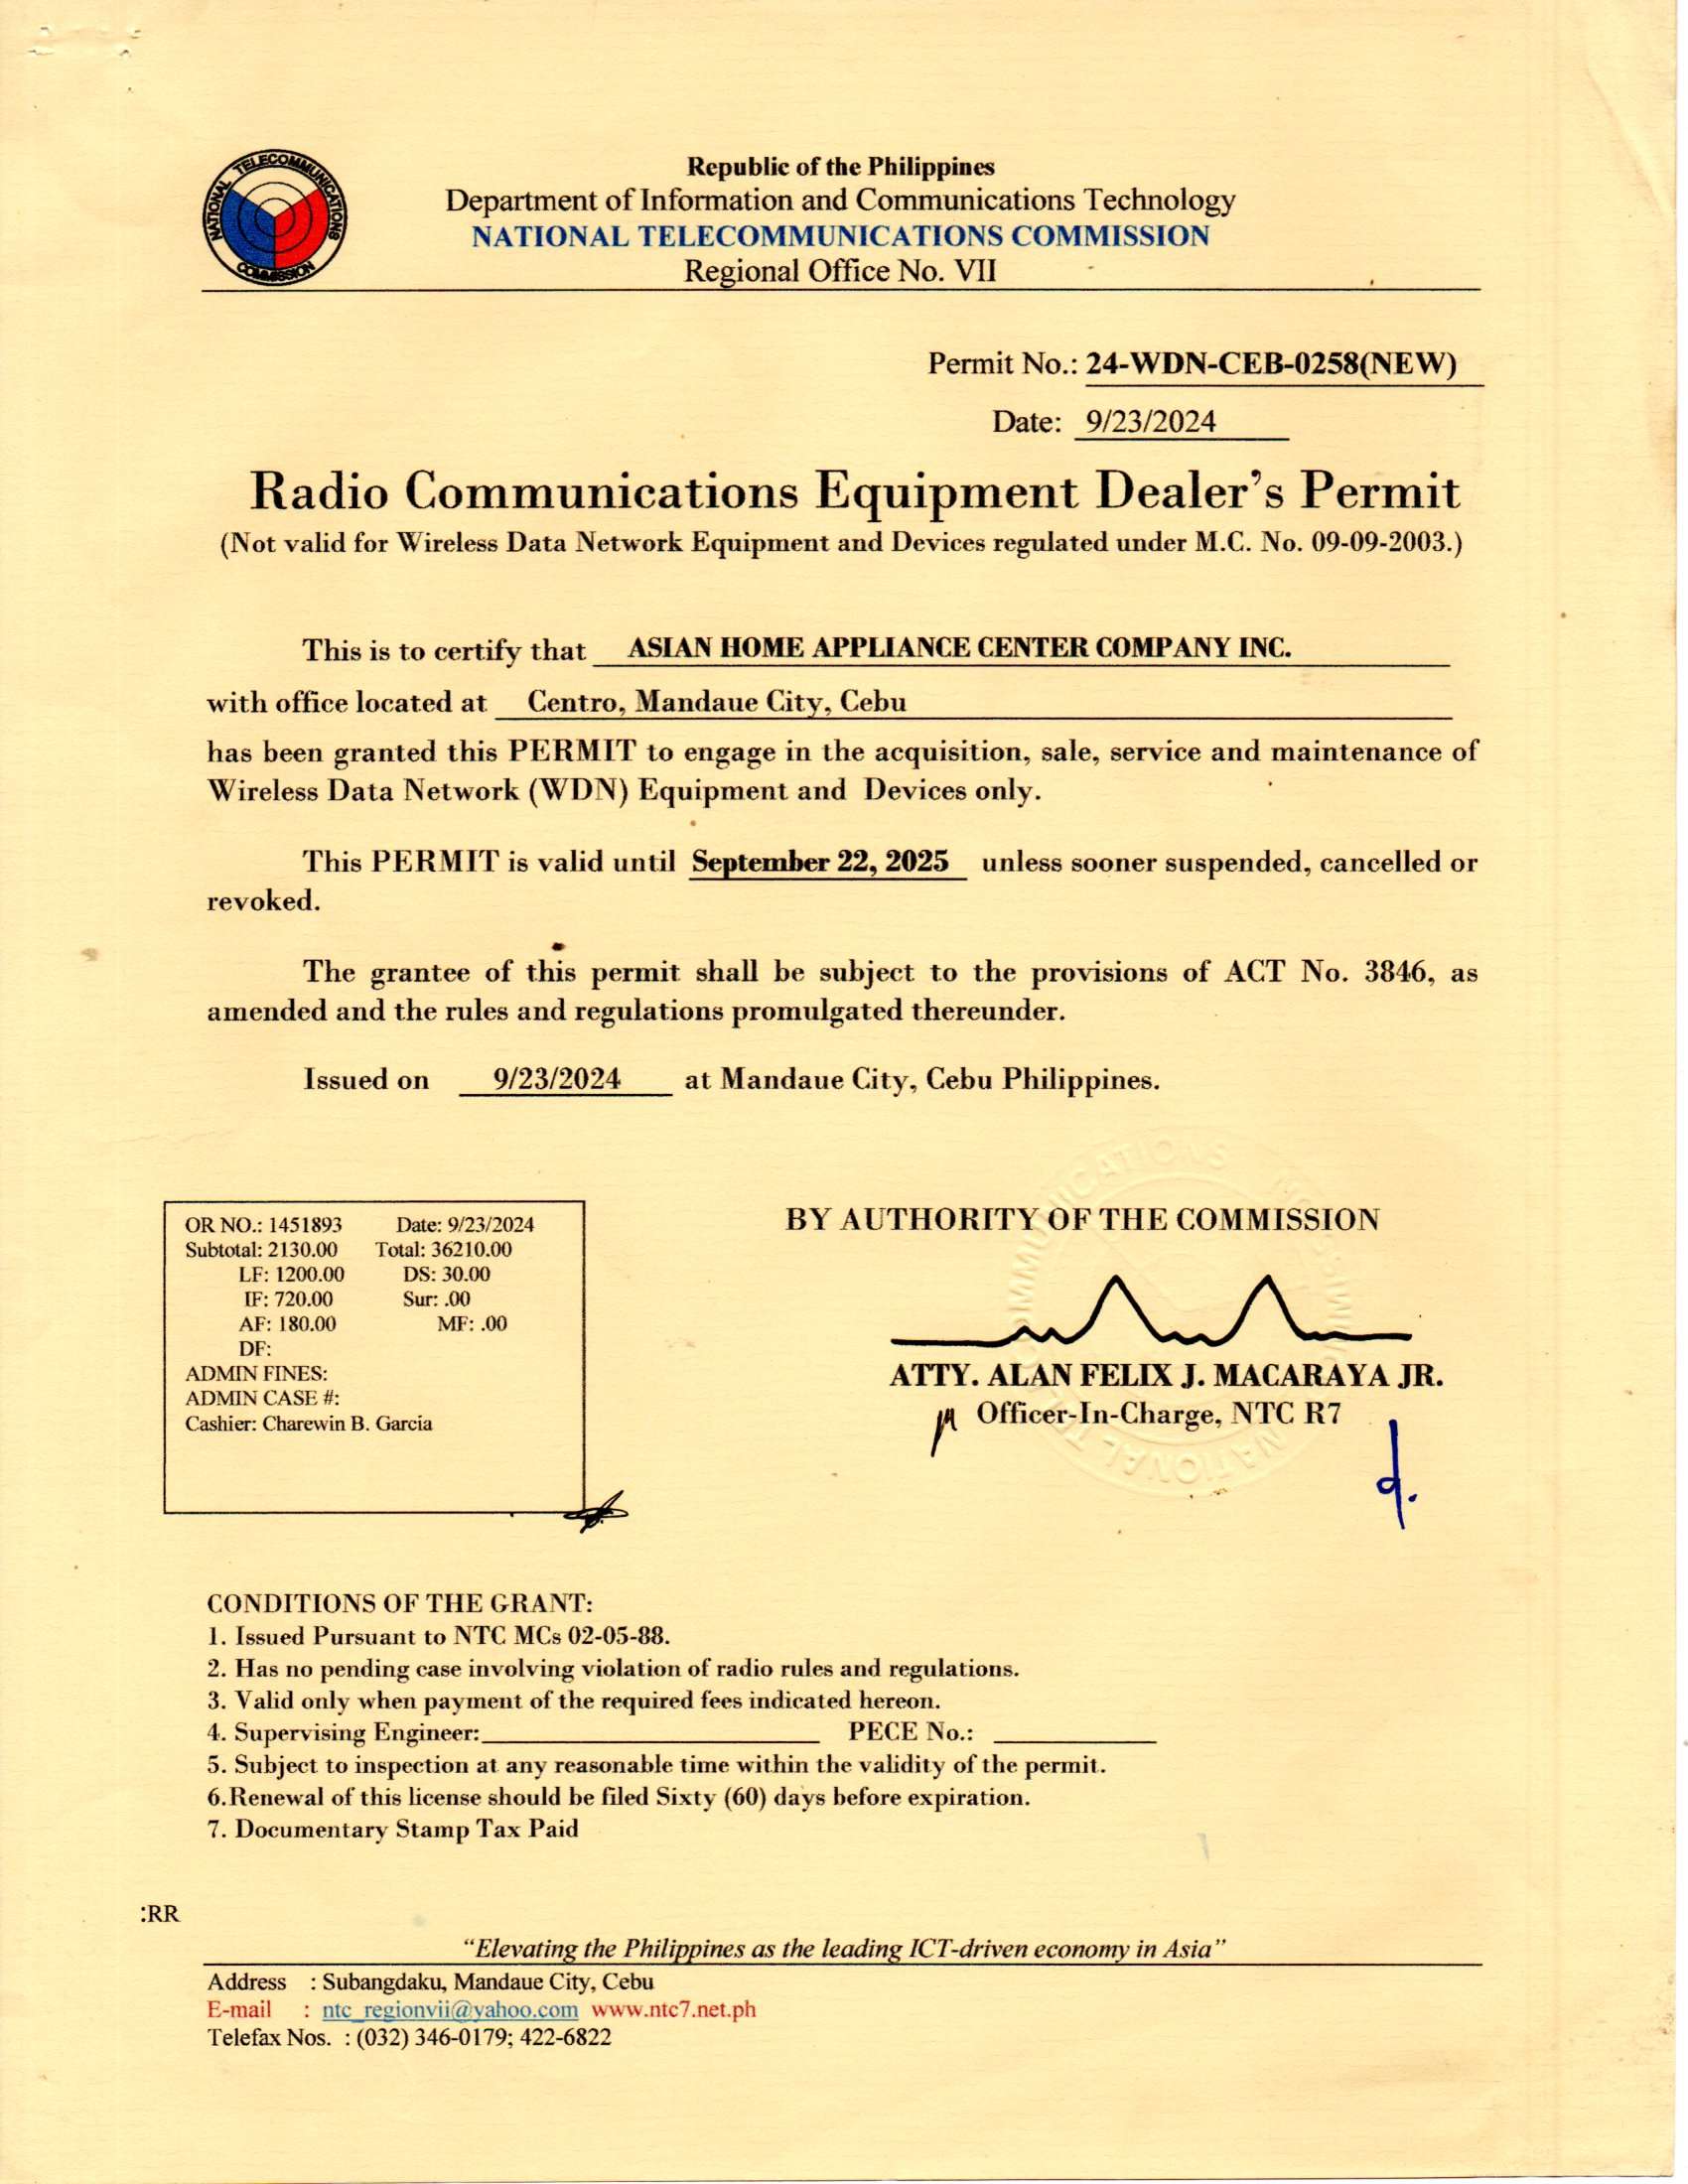 NATIONAL TELECOMMUNICATIONS COMMISSION
Republic of the Philippines
Department of Information and Communications Technology
NATIONAL TELECOMMUNICATIONS COMMISSION
Regional Office No. VII
Permit No.: 24-WDN-CEB-0258(NEW)
Date: 9/23/2024
Radio Communications Equipment Dealer's Permit
(Not valid for Wireless Data Network Equipment and Devices regulated under M.C. No. 09-09-2003.)
This is to certify that ASIAN HOME APPLIANCE CENTER COMPANY INC.
with office located at Centro, Mandaue City, Cebu
has been granted this PERMIT to engage in the acquisition, sale, service and maintenance of
Wireless Data Network (WDN) Equipment and Devices only.
This PERMIT is valid until September 22, 2025 unless sooner suspended, cancelled or
revoked.
The grantee of this permit shall be subject to the provisions of ACT No. 3846, as
amended and the rules and regulations promulgated thereunder.
Issued on 9/23/2024 at Mandaue City, Cebu Philippines.
OR NO.: 1451893 Date: 9/23/2024
Subtotal: 2130.00 Total: 36210.00
LF: 1200.00 DS: 30.00
IF: 720.00 Sur: .00
AF: 180.00 MF: .00
DF:
ADMIN FINES:
ADMIN CASE #:
Cashier: Charewin B. Garcia
BY AUTHORITY OF THE COMMISSION
ATTY. ALAN FELIX J. MACARAYA JR.
Officer-In-Charge, NTC R7
CONDITIONS OF THE GRANT:
1. Issued Pursuant to NTC MCs 02-05-88.
2. Has no pending case involving violation of radio rules and regulations.
3. Valid only when payment of the required fees indicated hereon.
4. Supervising Engineer: PECE No.:
5. Subject to inspection at any reasonable time within the validity of the permit.
6.Renewal of this license should be filed Sixty (60) days before expiration.
7. Documentary Stamp Tax Paid
:RR
"Elevating the Philippines as the leading ICT-driven economy in Asia"
Address : Subangdaku, Mandaue City, Cebu
E-mail : ntc_regionvii@yahoo.com www.ntc7.net.ph
Telefax Nos. : (032) 346-0179; 422-6822